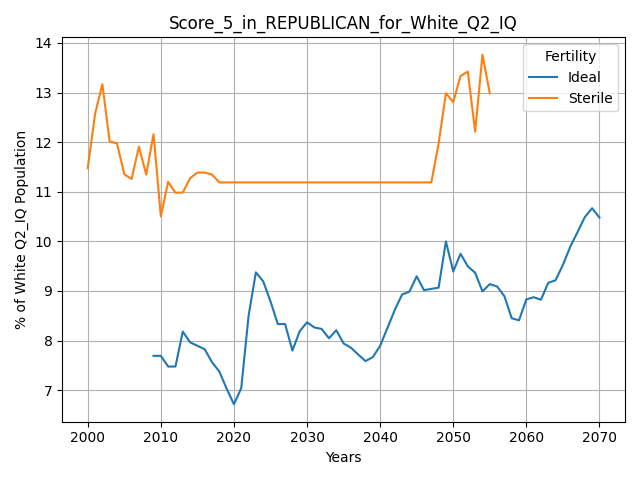 Score_5_in_REPUBLICAN_for_White_Q2_IQ
Fertility
Ideal
Sterile
% of White Q2_IQ Population
14
13
12
11
10
9
8
7
2000 2010 2020 2030 2040 2050 2060 2070
Years